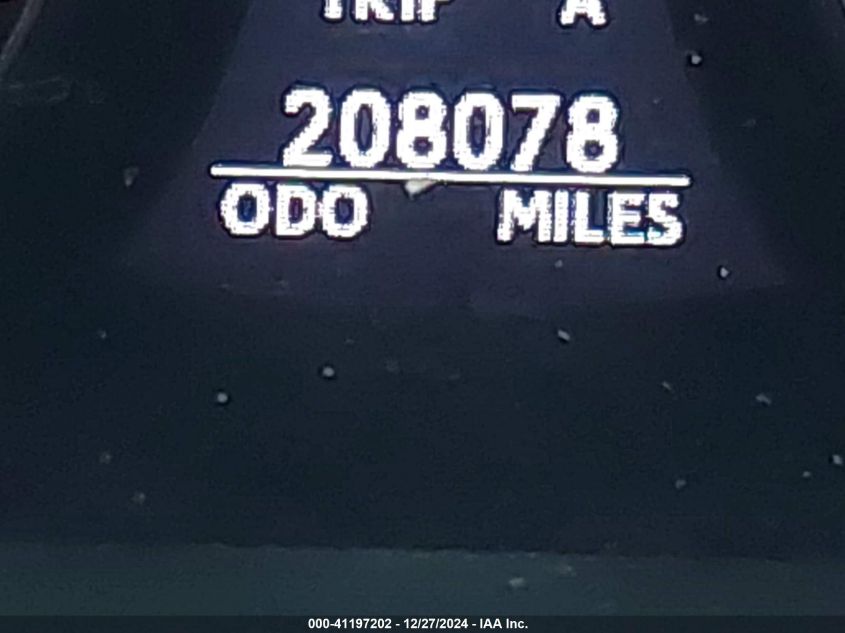 TRIP A
208078
ODO MILES
000-41197202 - 12/27/2024 - IAA Inc.